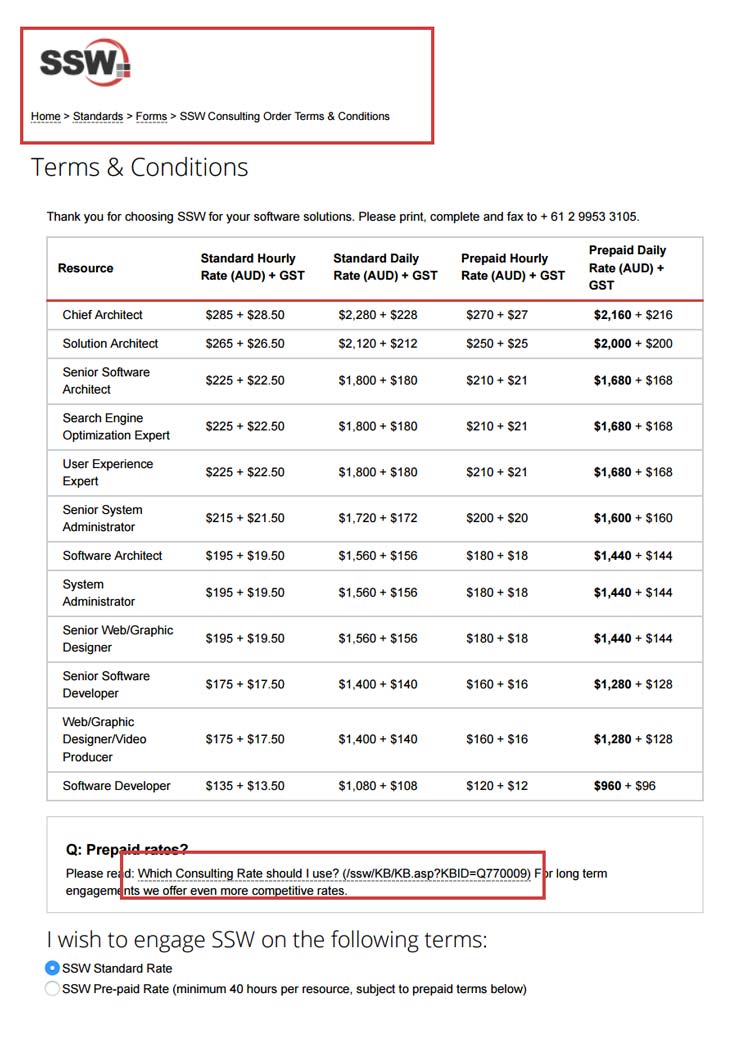 SSW
Home > Standards > Forms > SSW Consulting Order Terms & Conditions
Terms & Conditions
Thank you for choosing SSW for your software solutions. Please print, complete and fax to + 61 2 9953 3105.
Resource Standard Hourly Rate (AUD) + GST Standard Daily Rate (AUD) + GST Prepaid Hourly Rate (AUD) + GST Prepaid Daily Rate (AUD) + GST
Chief Architect $285 + $28.50 $2,280 + $228 $270 + $27 $2,160 + $216
Solution Architect $265 + $26.50 $2,120 + $212 $250 + $25 $2,000 + $200
Senior Software Architect $225 + $22.50 $1,800 + $180 $210 + $21 $1,680 + $168
Search Engine Optimization Expert $225 + $22.50 $1,800 + $180 $210 + $21 $1,680 + $168
User Experience Expert $225 + $22.50 $1,800 + $180 $210 + $21 $1,680 + $168
Senior System Administrator $215 + $21.50 $1,720 + $172 $200 + $20 $1,600 + $160
Software Architect $195 + $19.50 $1,560 + $156 $180 + $18 $1,440 + $144
System Administrator $195 + $19.50 $1,560 + $156 $180 + $18 $1,440 + $144
Senior Web/Graphic Designer $195 + $19.50 $1,560 + $156 $180 + $18 $1,440 + $144
Senior Software Developer $175 + $17.50 $1,400 + $140 $160 + $16 $1,280 + $128
Web/Graphic Designer/Video Producer $175 + $17.50 $1,400 + $140 $160 + $16 $1,280 + $128
Software Developer $135 + $13.50 $1,080 + $108 $120 + $12 $960 + $96
Q: Prepaid rates?
Please read: Which Consulting Rate should I use? (/ssw/KB/KB.asp?KBID=Q770009) For long term
engagements we offer even more competitive rates.
I wish to engage SSW on the following terms:
SSW Standard Rate
SSW Pre-paid Rate (minimum 40 hours per resource, subject to prepaid terms below)